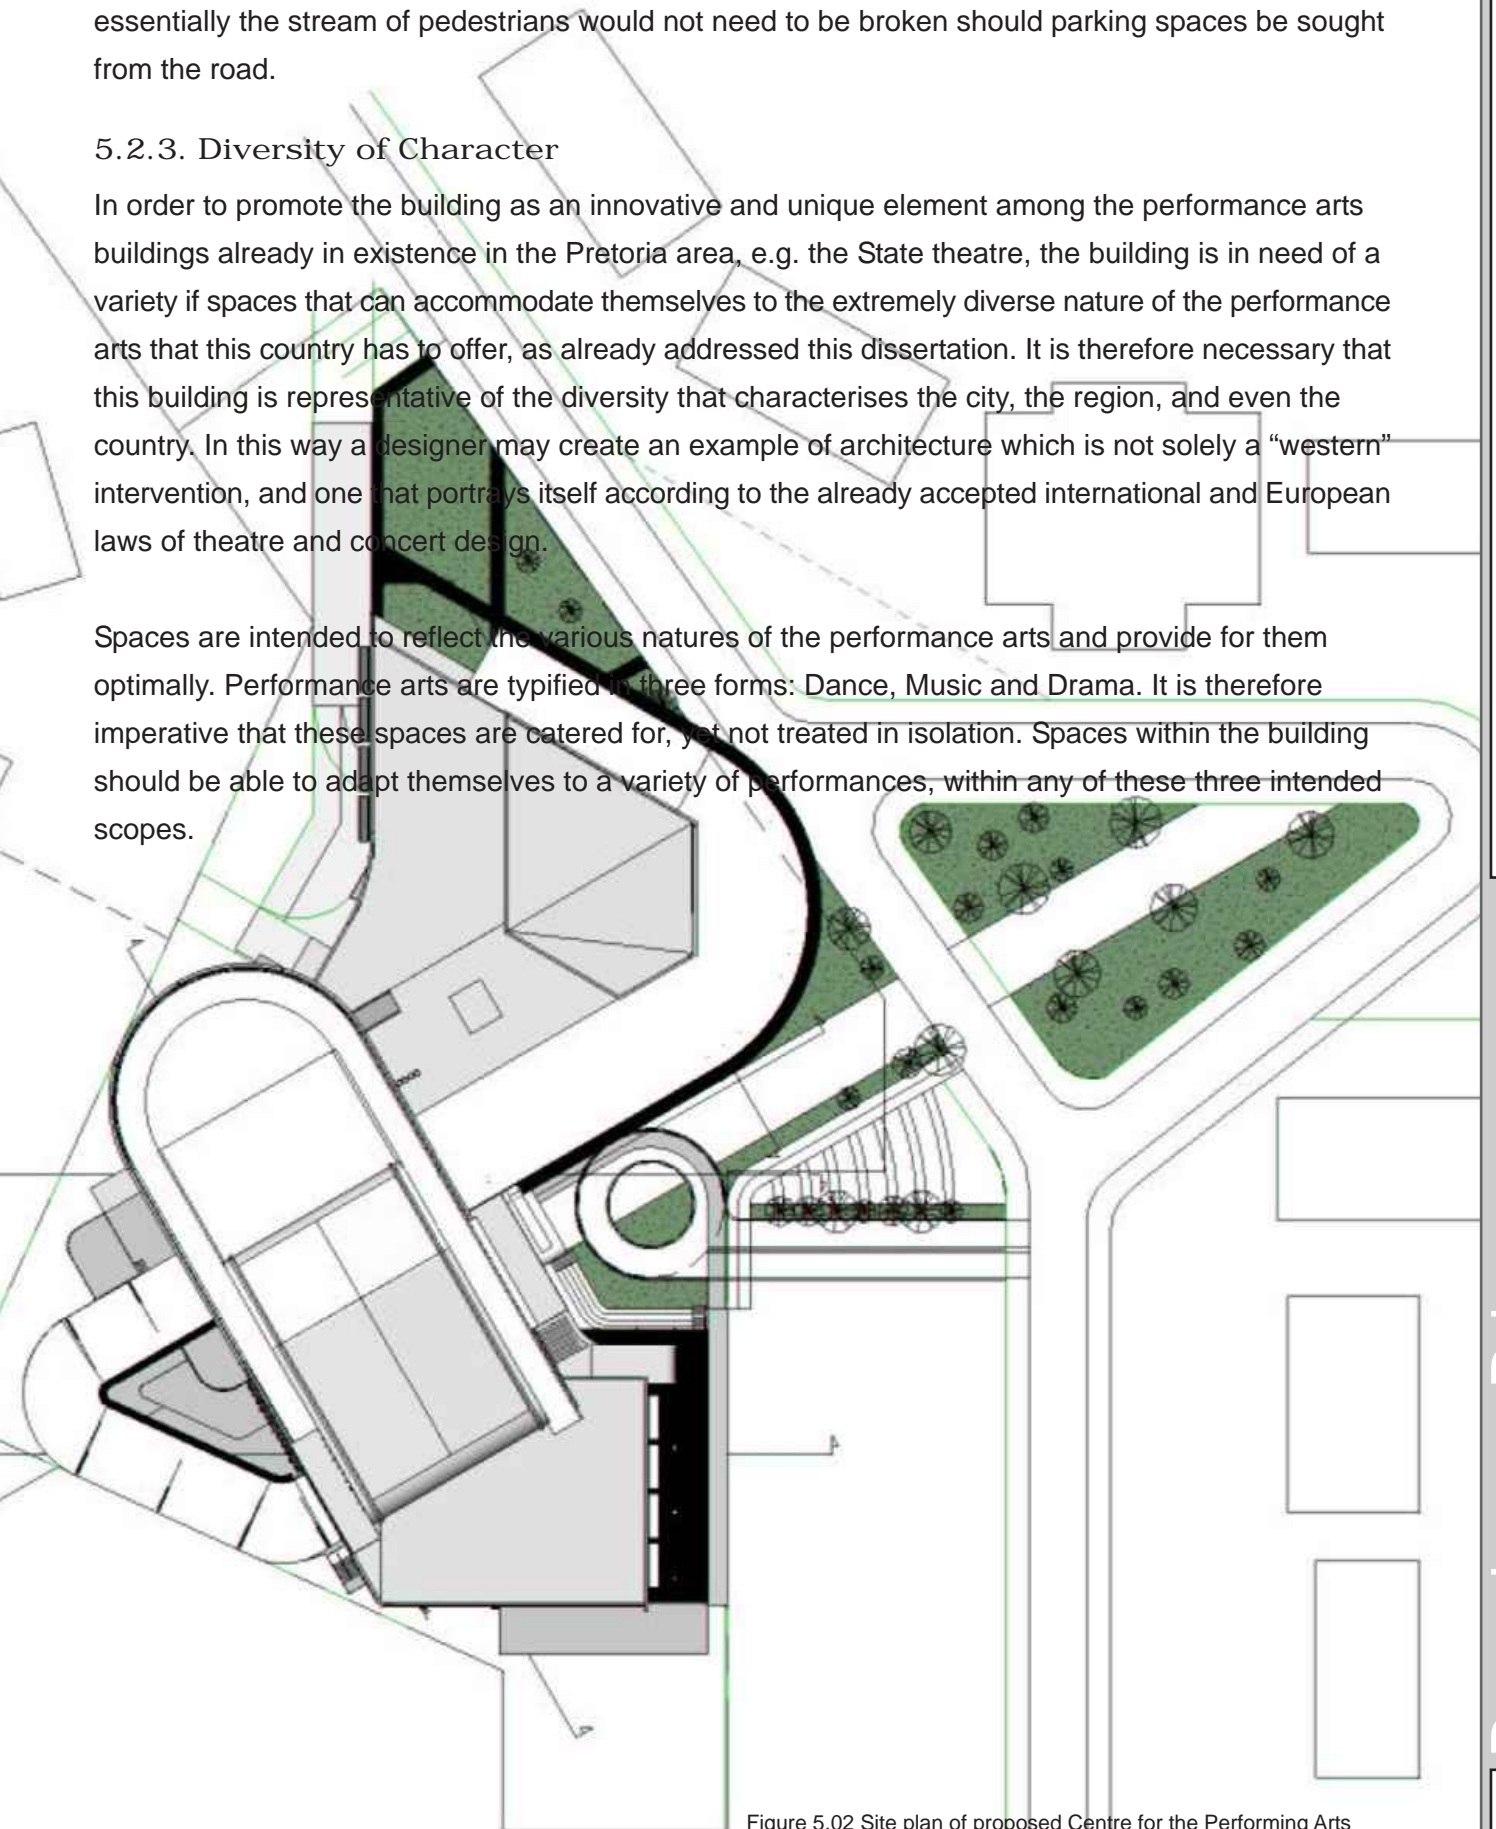 essentially the stream of pedestrians would not need to be broken should parking spaces be sought
from the road.
5.2.3. Diversity of Character
In order to promote the building as an innovative and unique element among the performance arts
buildings already in existence in the Pretoria area, e.g. the State theatre, the building is in need of a
variety if spaces that can accommodate themselves to the extremely diverse nature of the performance
arts that this country has to offer, as already addressed this dissertation. It is therefore necessary that
this building is representative of the diversity that characterises the city, the region, and even the
country. In this way a designer may create an example of architecture which is not solely a “western”
intervention, and one that portrays itself according to the already accepted international and European
laws of theatre and concert design.
Spaces are intended to reflect the various natures of the performance arts and provide for them
optimally. Performance arts are typified in three forms: Dance, Music and Drama. It is therefore
imperative that these spaces are catered for, yet not treated in isolation. Spaces within the building
should be able to adapt themselves to a variety of performances, within any of these three intended
scopes.
Figure 5.02 Site plan of proposed Centre for the Performing Arts